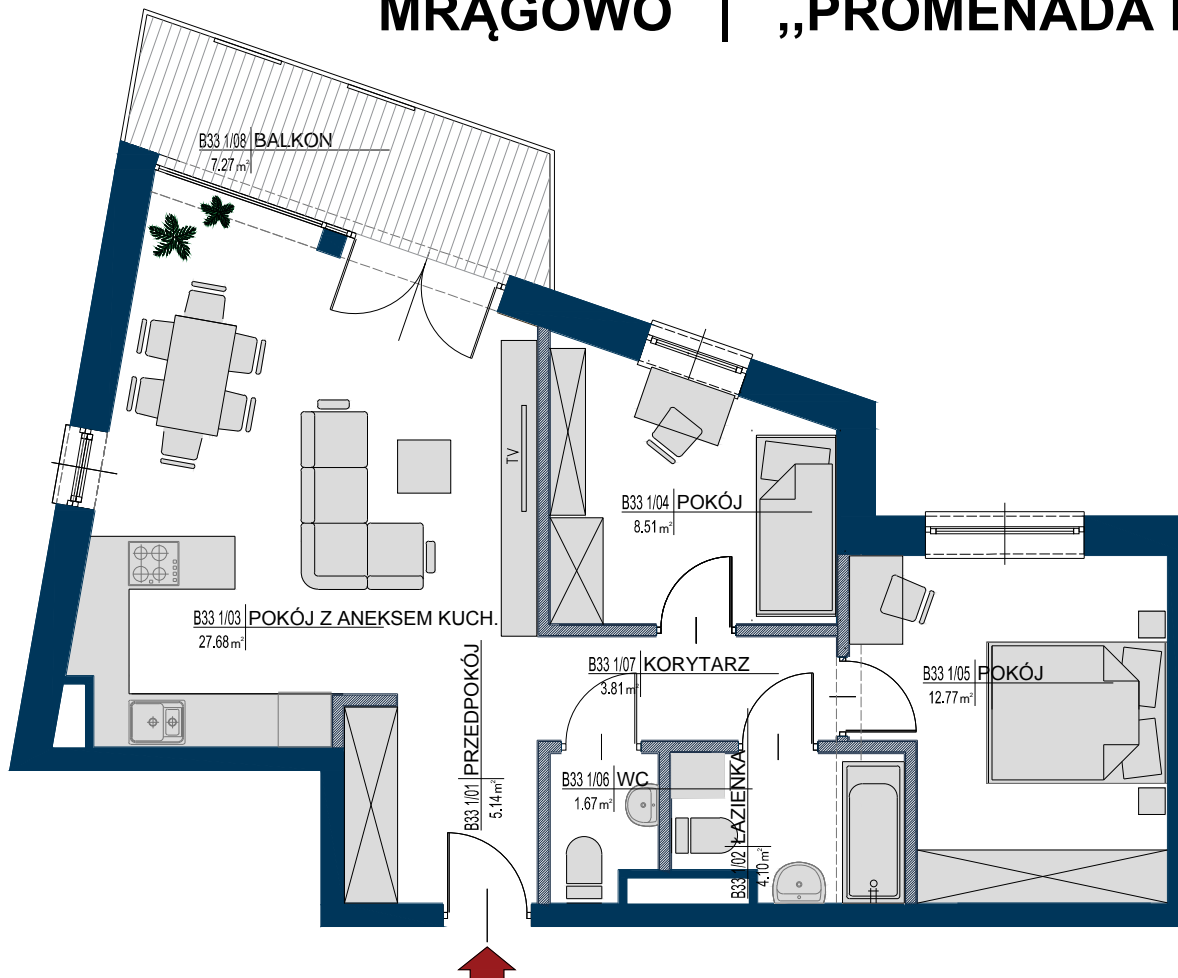 MRĄGOWO | ,,PROMENADA
B33 1/08 BALKON
7.27 m²
TV
B33 1/04 POKÓJ
8.51 m²
B33 1/03 POKÓJ Z ANEKSEM KUCH.
27.68 m²
B33 1/07 KORYTARZ
3.81 m²
B33 1/05 POKÓJ
12.77 m²
B33 1/01 PRZEDPOKÓJ
5.14 m²
B33 1/06 WC
1.67 m²
B33 1/02 ŁAZIENKA
4.10 m²